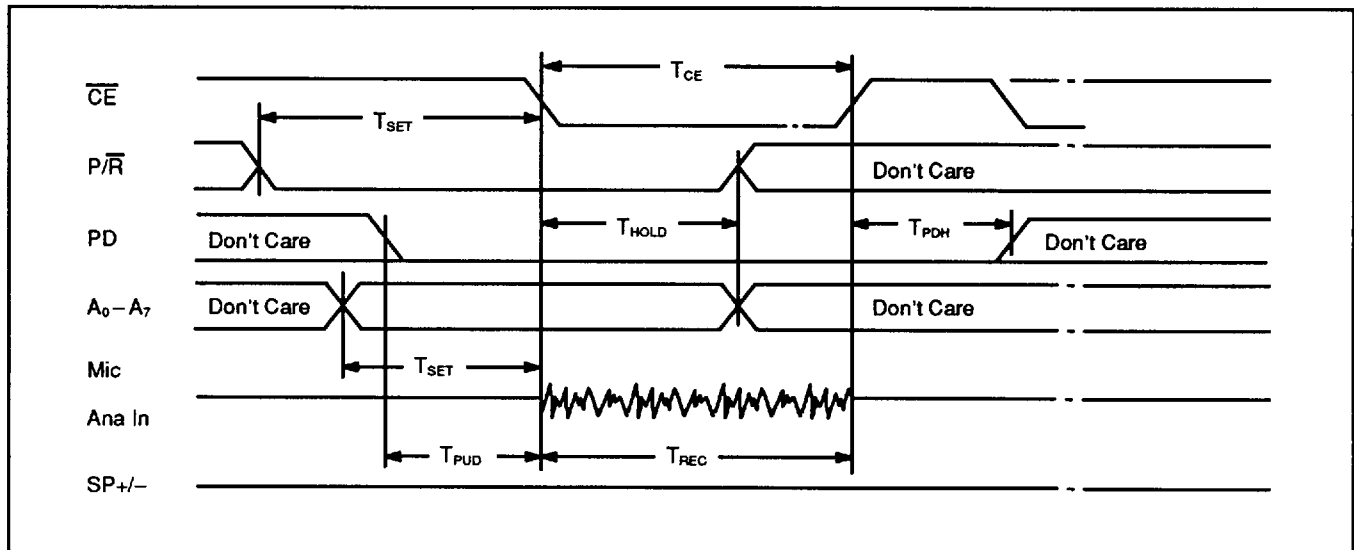 T_CE
C̅E̅
T_SET
P/R̅
Don't Care
T_HOLD
T_PDH
PD
Don't Care
Don't Care
A₀–A₇
Don't Care
Don't Care
Mic
T_SET
Ana In
T_PUD
T_REC
SP+/–